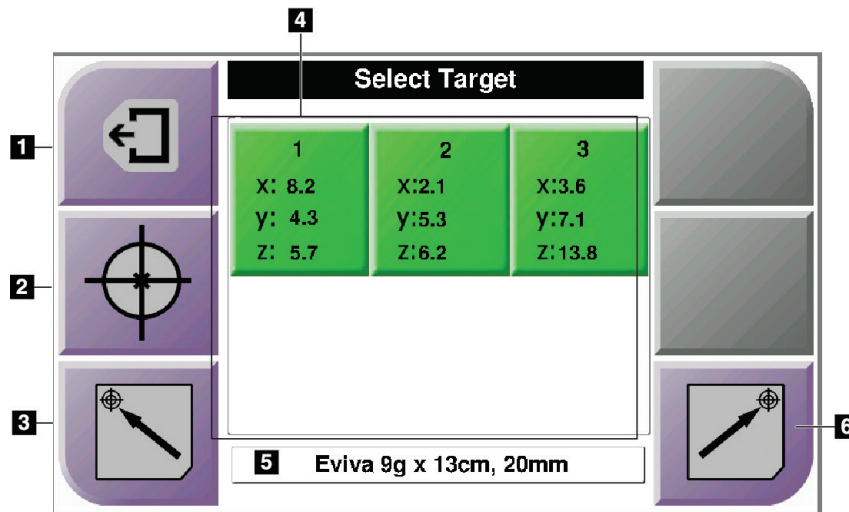 4
Select Target
1
1 2 3
x: 8.2 x:2.1 x:3.6
y: 4.3 y:5.3 y:7.1
z: 5.7 z:6.2 z:13.8
2
3
6
5 Eviva 9g x 13cm, 20mm